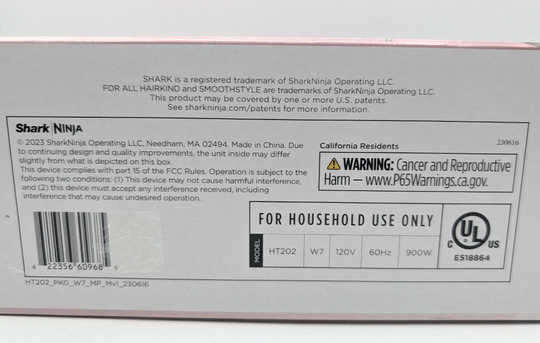 SHARK is a registered trademark of SharkNinja Operating LLC.
FOR ALL HAIRKIND and SMOOTHSTYLE are trademarks of SharkNinja Operating LLC.
This product may be covered by one or more U.S. patents.
See sharkninja.com/patents for more information.
Shark | NINJA
© 2023 SharkNinja Operating LLC, Needham, MA 02494. Made in China. Due
to continuing design and quality improvements, the unit inside may differ
slightly from what is depicted on this box.
This device complies with part 15 of the FCC Rules. Operation is subject to the
following two conditions: (1) This device may not cause harmful interference,
and (2) this device must accept any interference received, including
interference that may cause undesired operation.
California Residents
230616
WARNING: Cancer and Reproductive
Harm — www.P65Warnings.ca.gov.
6 22356 60968 5
HT202_PKG_W7_MP_Mv1_230616
FOR HOUSEHOLD USE ONLY
MODEL HT202 W7 120V 60Hz 900W
C UL US
E518864